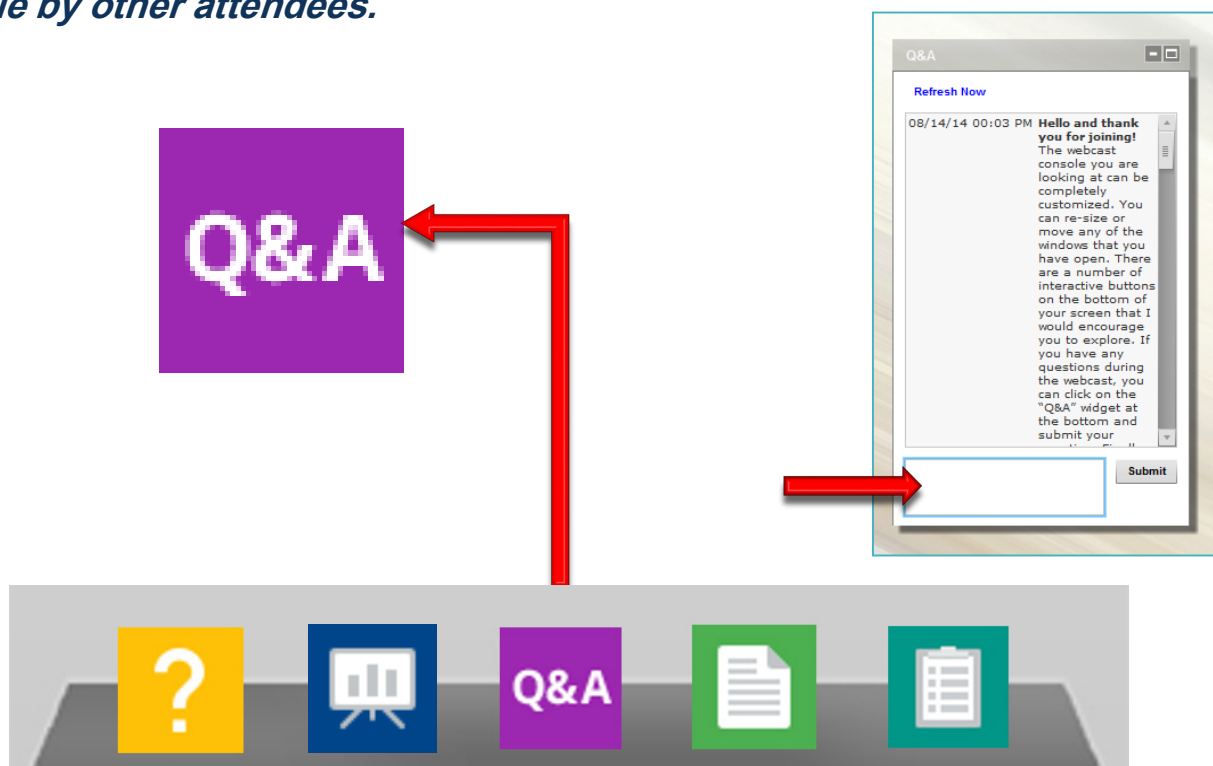 le by other attendees.
Q&A
Refresh Now
08/14/14 00:03 PM Hello and thank
you for joining!
The webcast
console you are
looking at can be
completely
customized. You
can re-size or
move any of the
windows that you
have open. There
are a number of
interactive buttons
on the bottom of
your screen that I
would encourage
you to explore. If
you have any
questions during
the webcast, you
can click on the
"Q&A" widget at
the bottom and
submit your
Submit
Q&A
?
Q&A